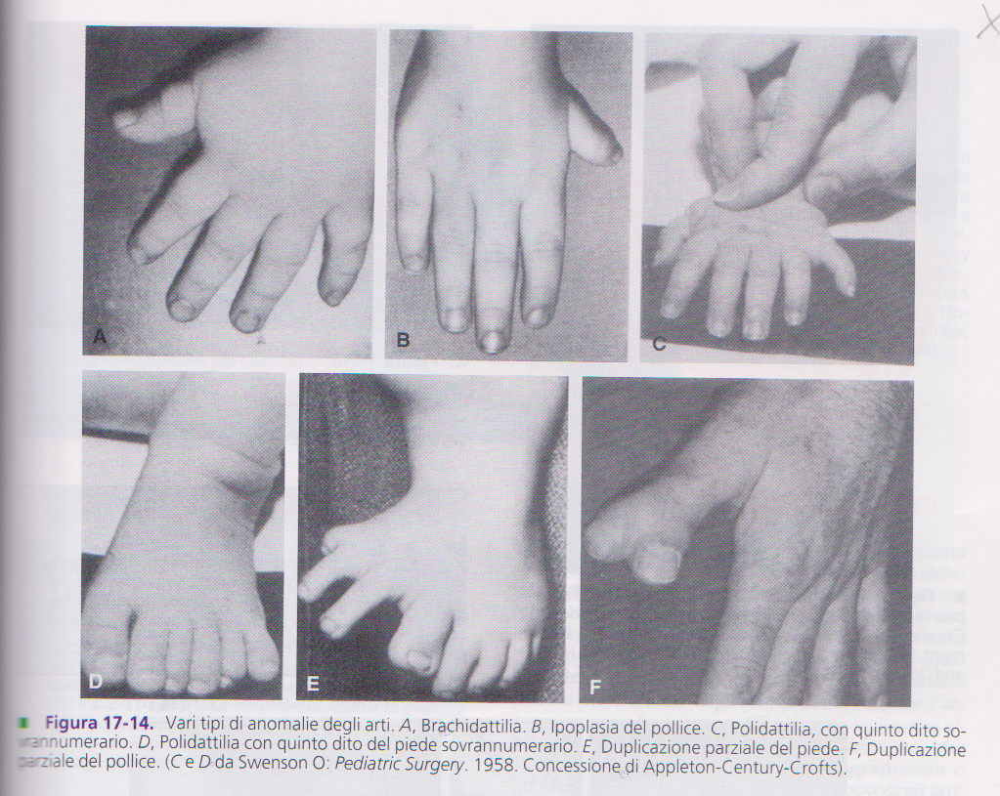 A
B
C
D
E
F
Figura 17-14. Vari tipi di anomalie degli arti. A, Brachidattilia. B, Ipoplasia del pollice. C, Polidattilia, con quinto dito so-
vrannumerario. D, Polidattilia con quinto dito del piede sovrannumerario. E, Duplicazione parziale del piede. F, Duplicazione
parziale del pollice. (C e D da Swenson O: Pediatric Surgery. 1958. Concessione di Appleton-Century-Crofts).